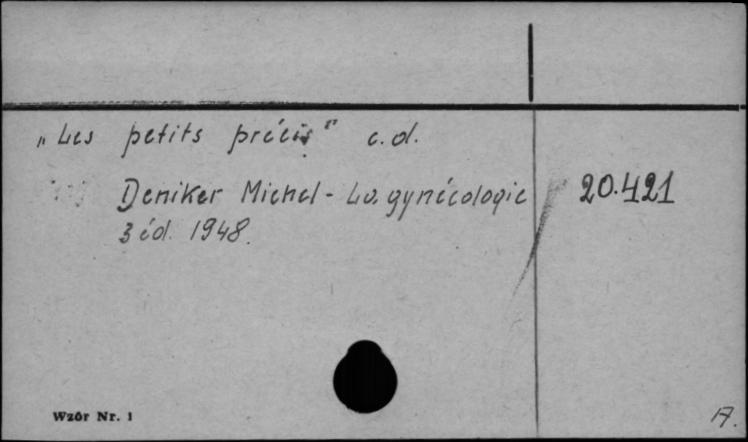 „Les petits précis" c.d.
Deniker Michel - La gynécologie 20.421
3 éd. 1948.
Wzór Nr. 1
17.